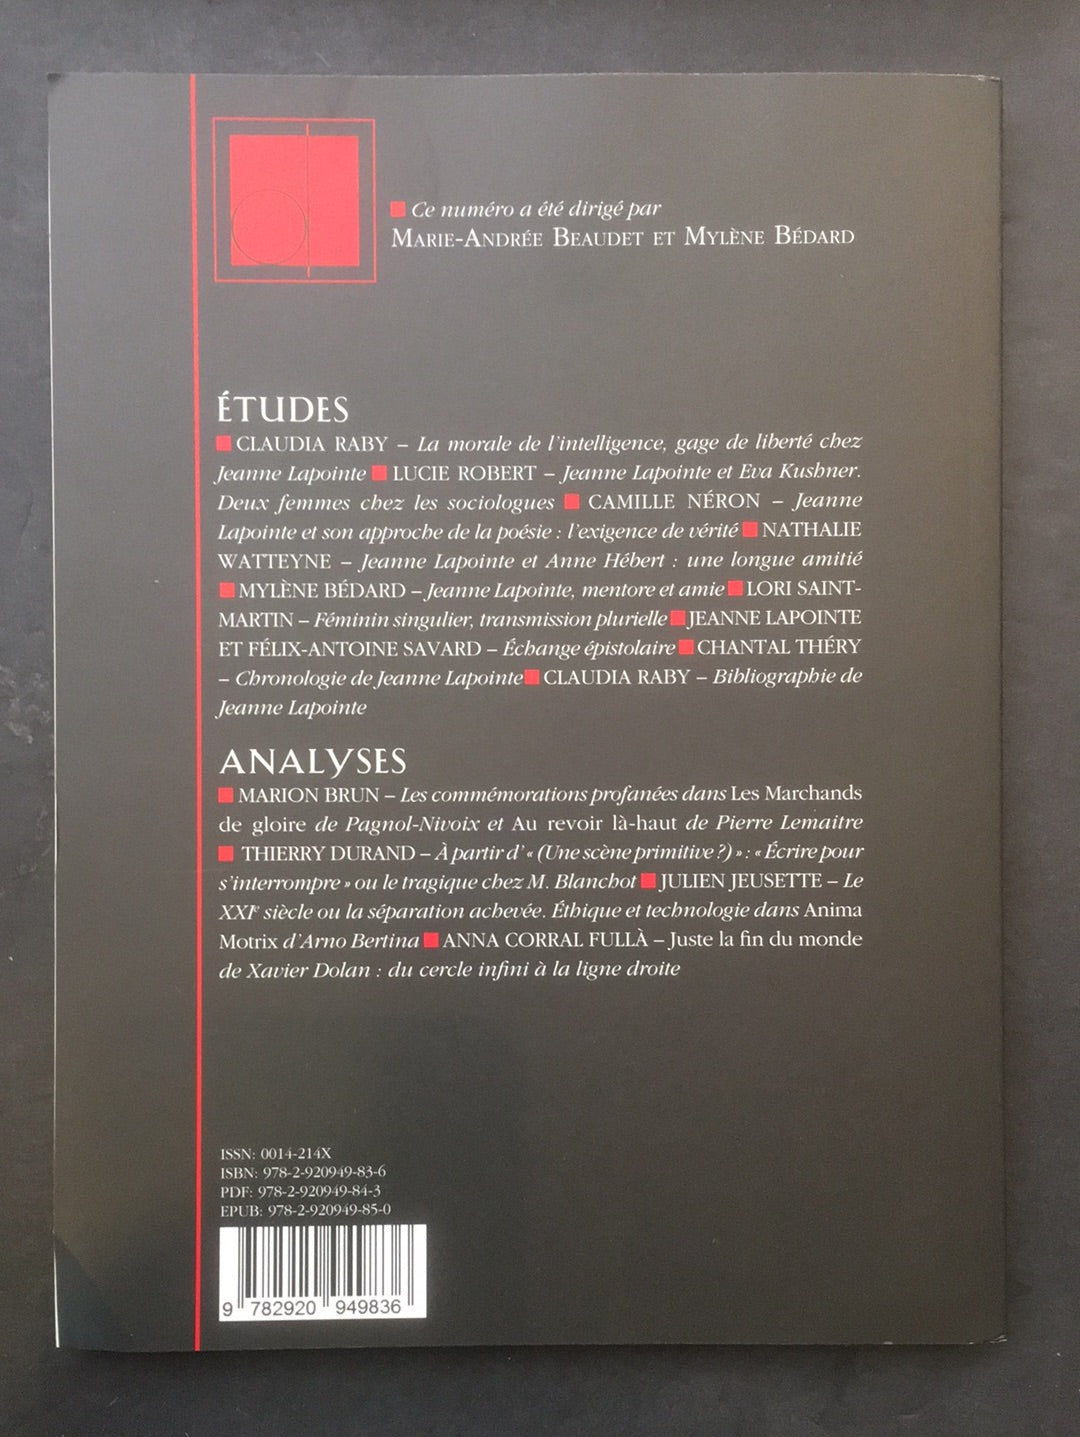 Ce numéro a été dirigé par
MARIE-ANDRÉE BEAUDET ET MYLÈNE BÉDARD
ÉTUDES
CLAUDIA RABY – La morale de l'intelligence, gage de liberté chez
Jeanne Lapointe ■ LUCIE ROBERT – Jeanne Lapointe et Eva Kushner.
Deux femmes chez les sociologues ■ CAMILLE NÉRON – Jeanne
Lapointe et son approche de la poésie : l'exigence de vérité ■ NATHALIE
WATTEYNE – Jeanne Lapointe et Anne Hébert : une longue amitié
■ MYLÈNE BÉDARD – Jeanne Lapointe, mentore et amie ■ LORI SAINT-
MARTIN – Féminin singulier, transmission plurielle ■ JEANNE LAPOINTE
ET FÉLIX-ANTOINE SAVARD – Échange épistolaire ■ CHANTAL THÉRY
– Chronologie de Jeanne Lapointe ■ CLAUDIA RABY – Bibliographie de
Jeanne Lapointe
ANALYSES
■ MARION BRUN – Les commémorations profanées dans Les Marchands
de gloire de Pagnol-Nivoix et Au revoir là-haut de Pierre Lemaitre
■ THIERRY DURAND – À partir d'« (Une scène primitive ?) » : « Écrire pour
s'interrompre » ou le tragique chez M. Blanchot ■ JULIEN JEUSETTE – Le
XXIe siècle ou la séparation achevée. Éthique et technologie dans Anima
Motrix d'Arno Bertina ■ ANNA CORRAL FULLÀ – Juste la fin du monde
de Xavier Dolan : du cercle infini à la ligne droite
ISSN: 0014-214X
ISBN: 978-2-920949-83-6
PDF: 978-2-920949-84-3
EPUB: 978-2-920949-85-0
9 782920 949836